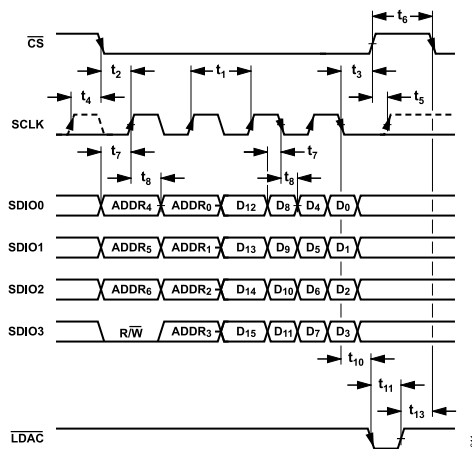 t6
CS
t2
t1
t3
t4
t5
SCLK
t7
t7
t8
t8
SDIO0
ADDR4
ADDR0
D12
D8
D4
D0
SDIO1
ADDR5
ADDR1
D13
D9
D5
D1
SDIO2
ADDR6
ADDR2
D14
D10
D6
D2
SDIO3
R/W
ADDR3
D15
D11
D7
D3
t10
t11
t13
LDAC